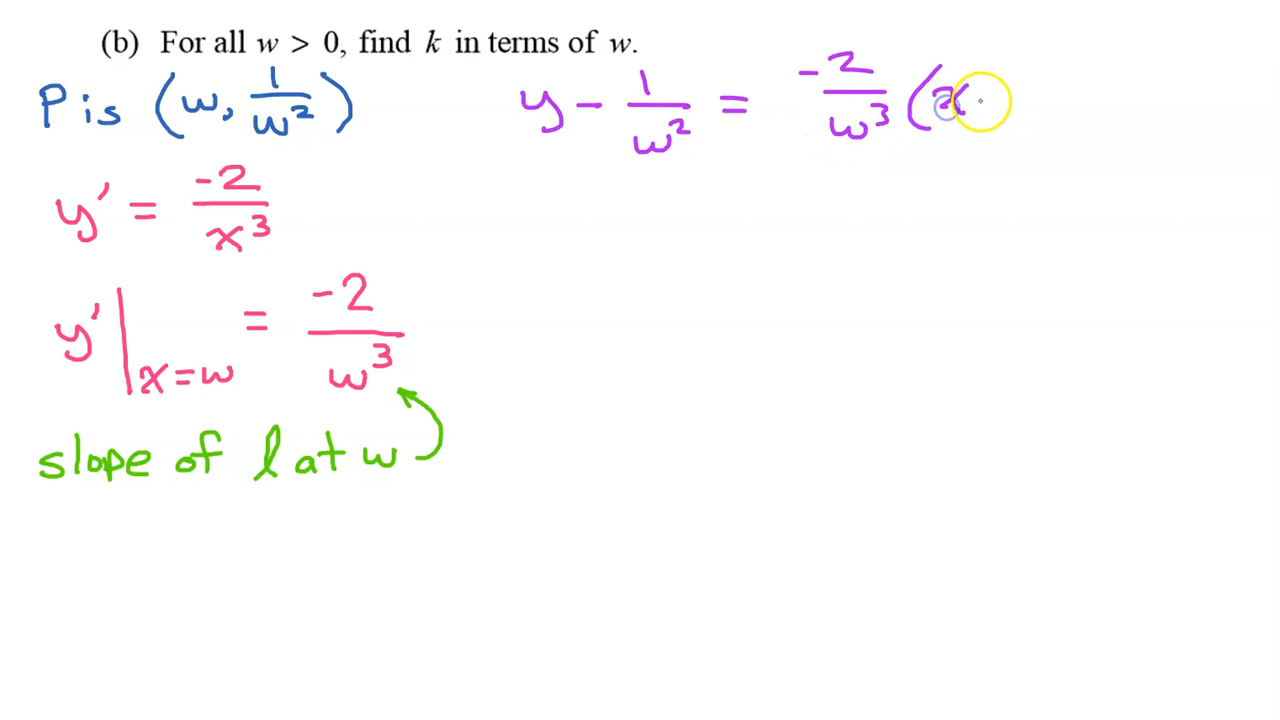 (b) For all w > 0, find k in terms of w.
P is (w, 1/w²)
y - 1/w² = -2/w³ (x
y' = -2/x³
y'|x=w = -2/w³
slope of l at w